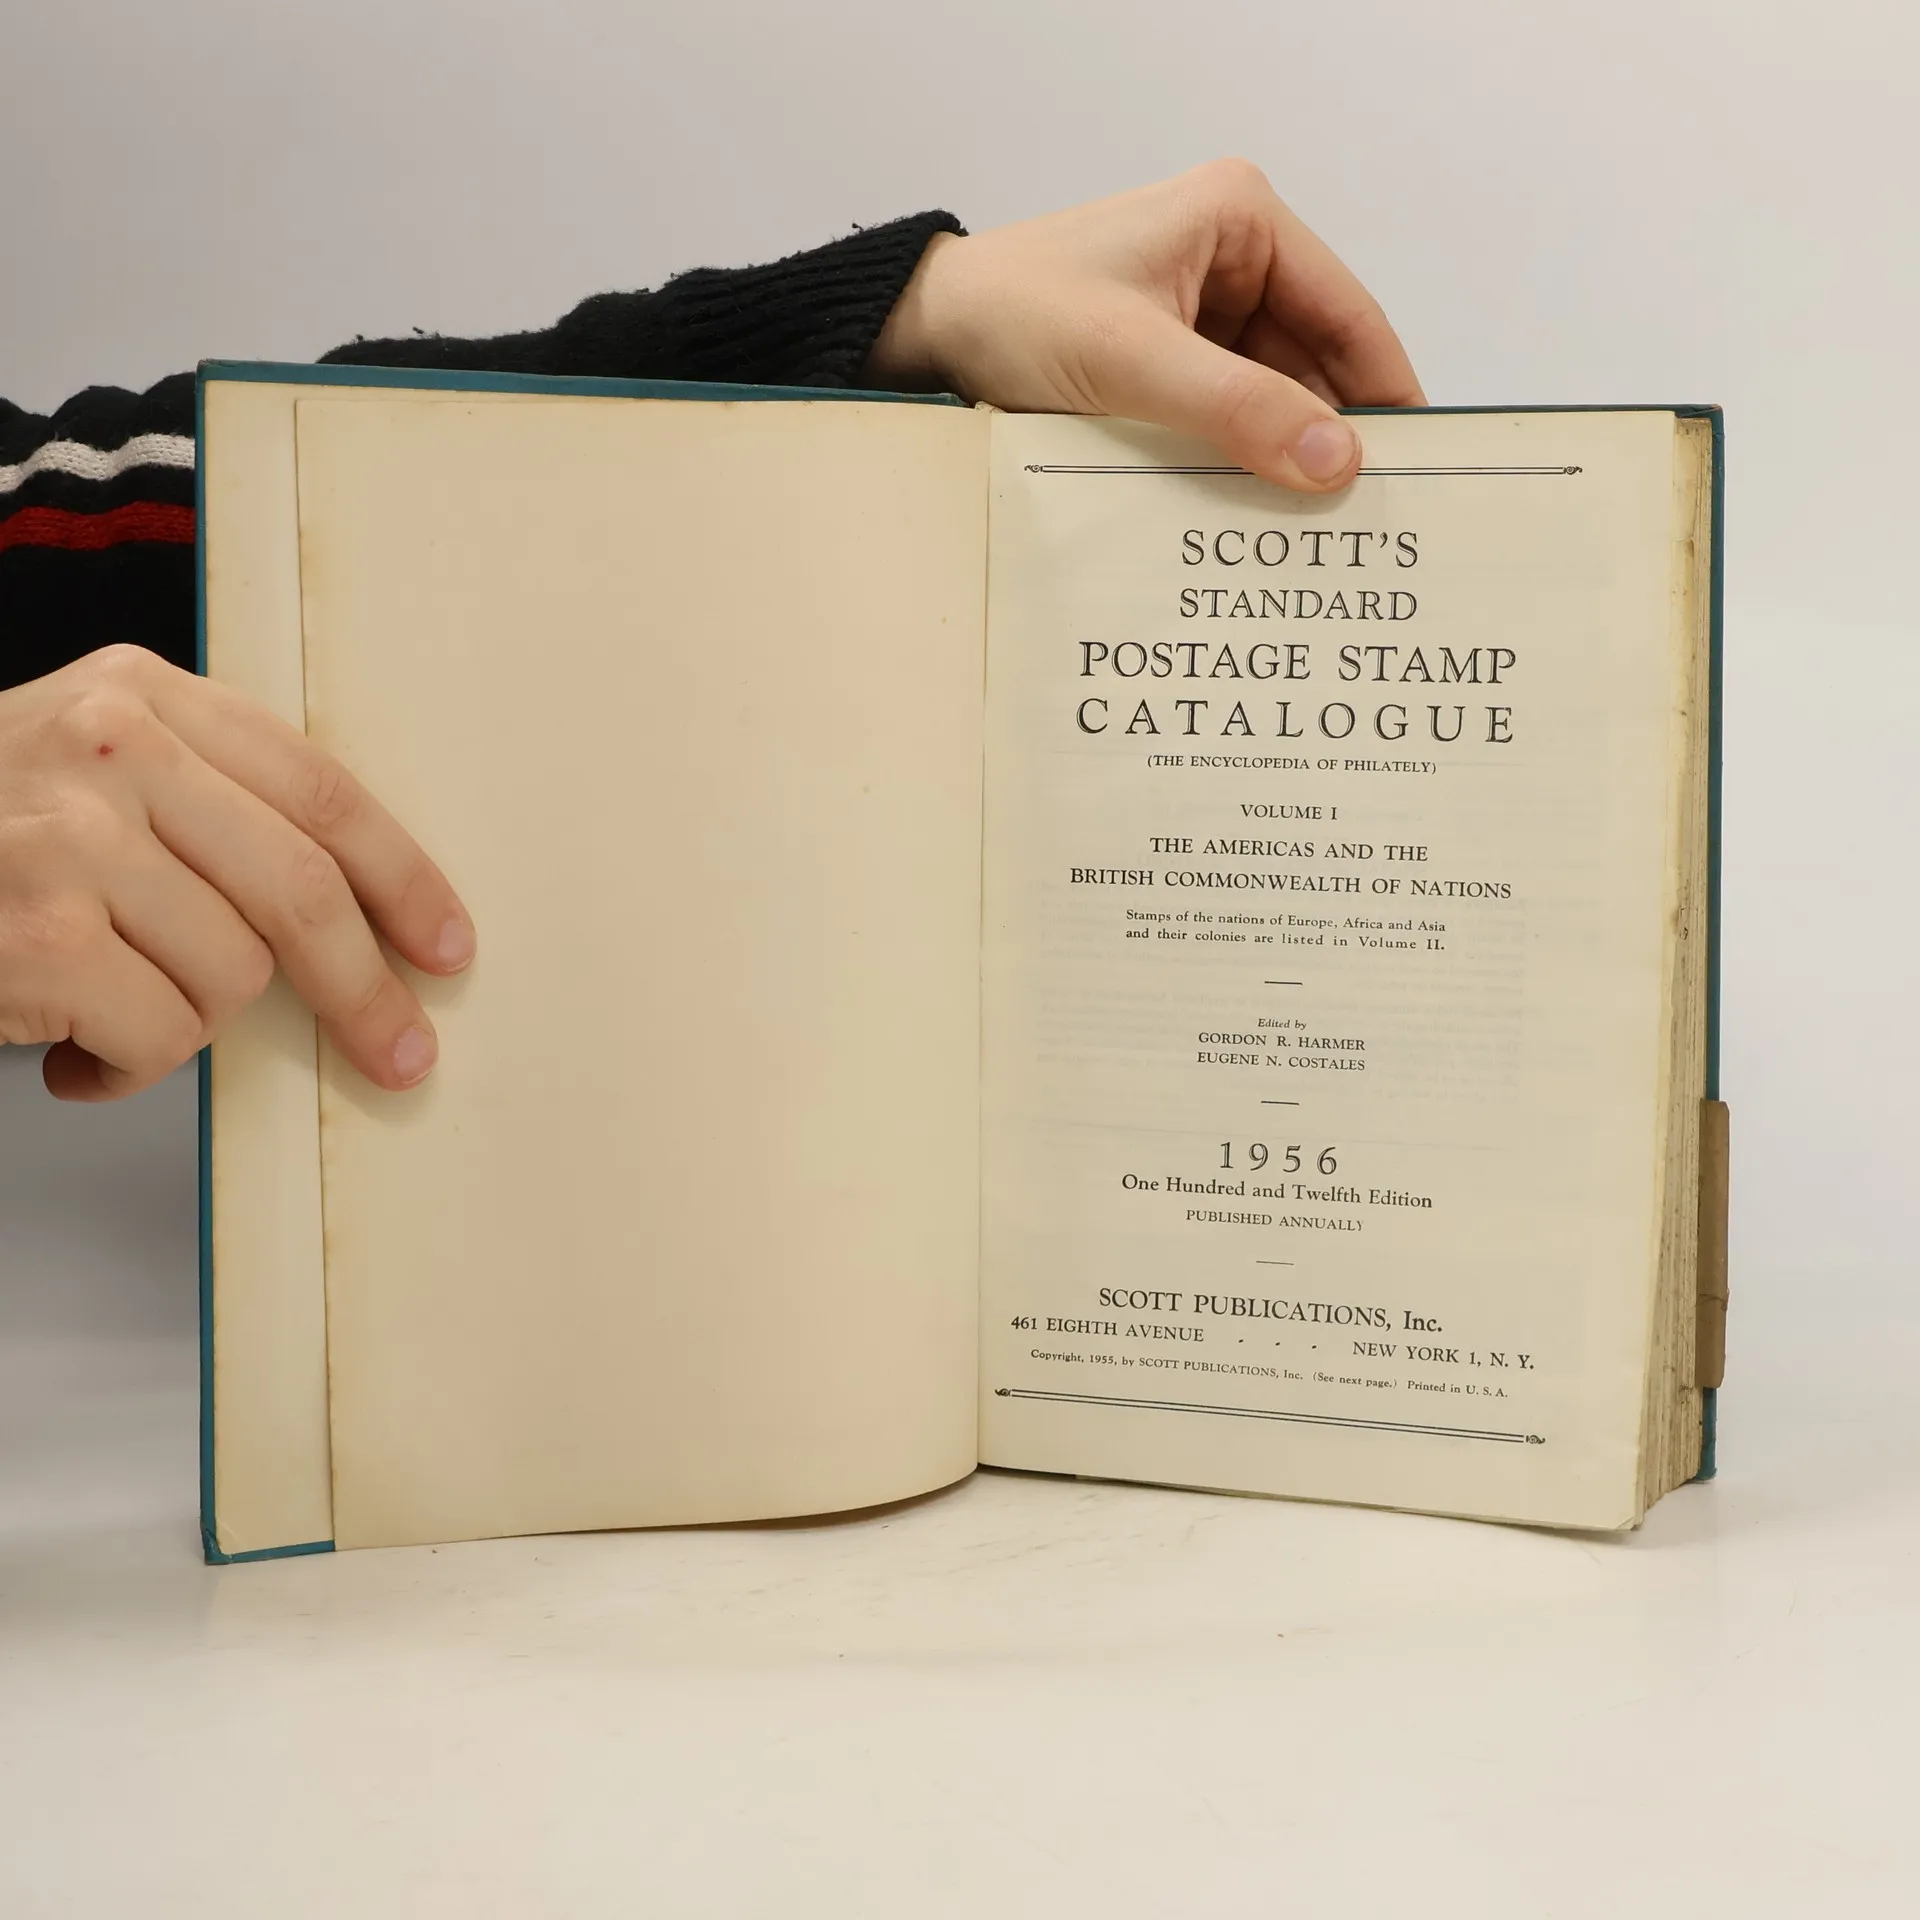 SCOTT'S
STANDARD
POSTAGE STAMP
CATALOGUE
(THE ENCYCLOPEDIA OF PHILATELY)
VOLUME I
THE AMERICAS AND THE
BRITISH COMMONWEALTH OF NATIONS
Stamps of the nations of Europe, Africa and Asia
and their colonies are listed in Volume II.
Edited by
GORDON R. HARMER
EUGENE N. COSTALES
1956
One Hundred and Twelfth Edition
PUBLISHED ANNUALLY
SCOTT PUBLICATIONS, Inc.
461 EIGHTH AVENUE . . . NEW YORK 1, N. Y.
Copyright, 1955, by SCOTT PUBLICATIONS, Inc. (See next page.) Printed in U. S. A.